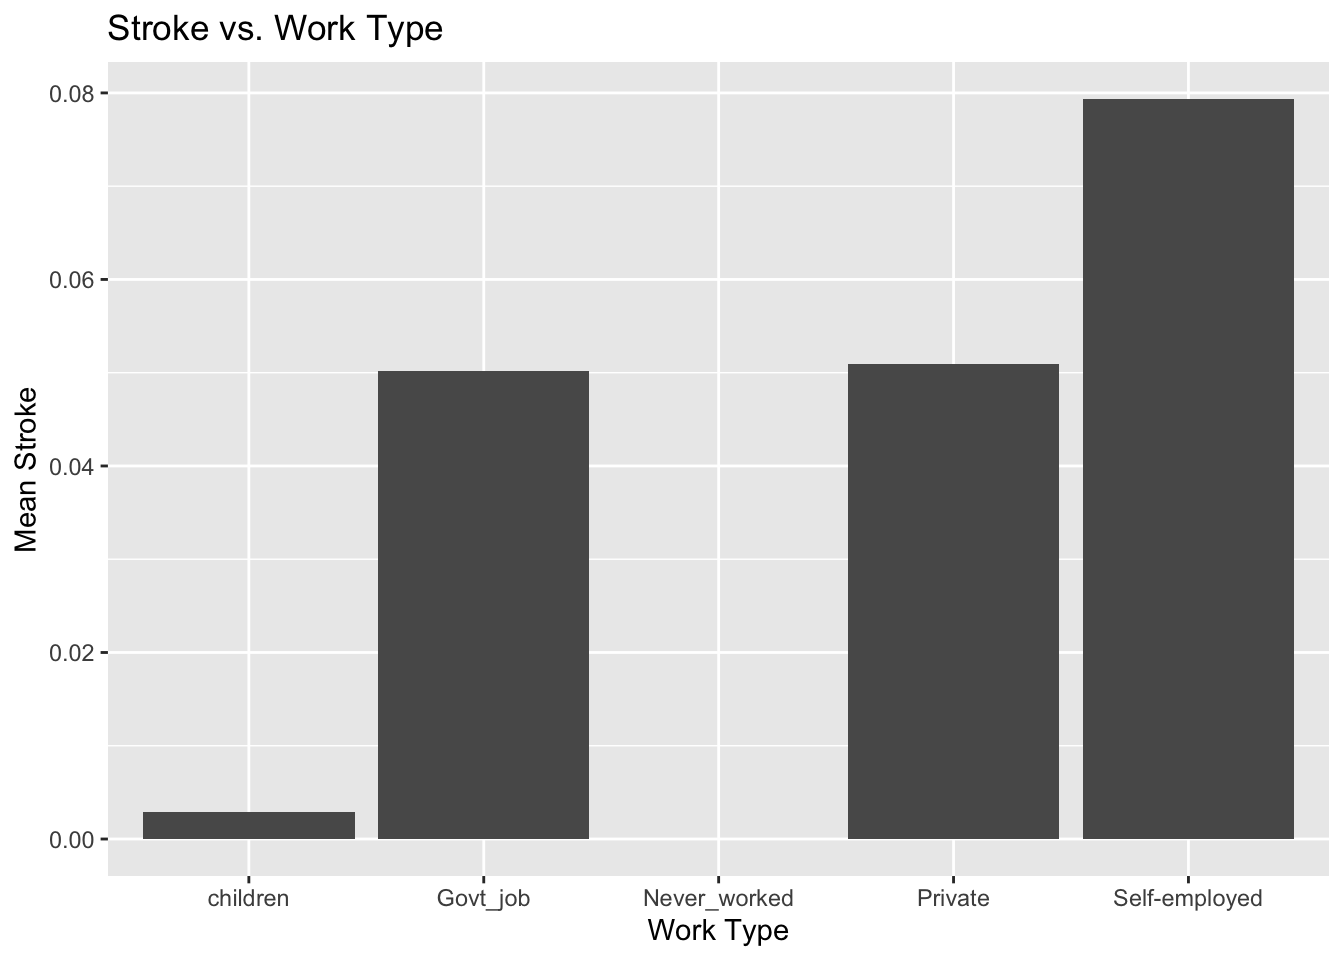 Stroke vs. Work Type
0.08
0.06
0.04
0.02
0.00
Mean Stroke
children
Govt_job
Never_worked
Private
Self-employed
Work Type